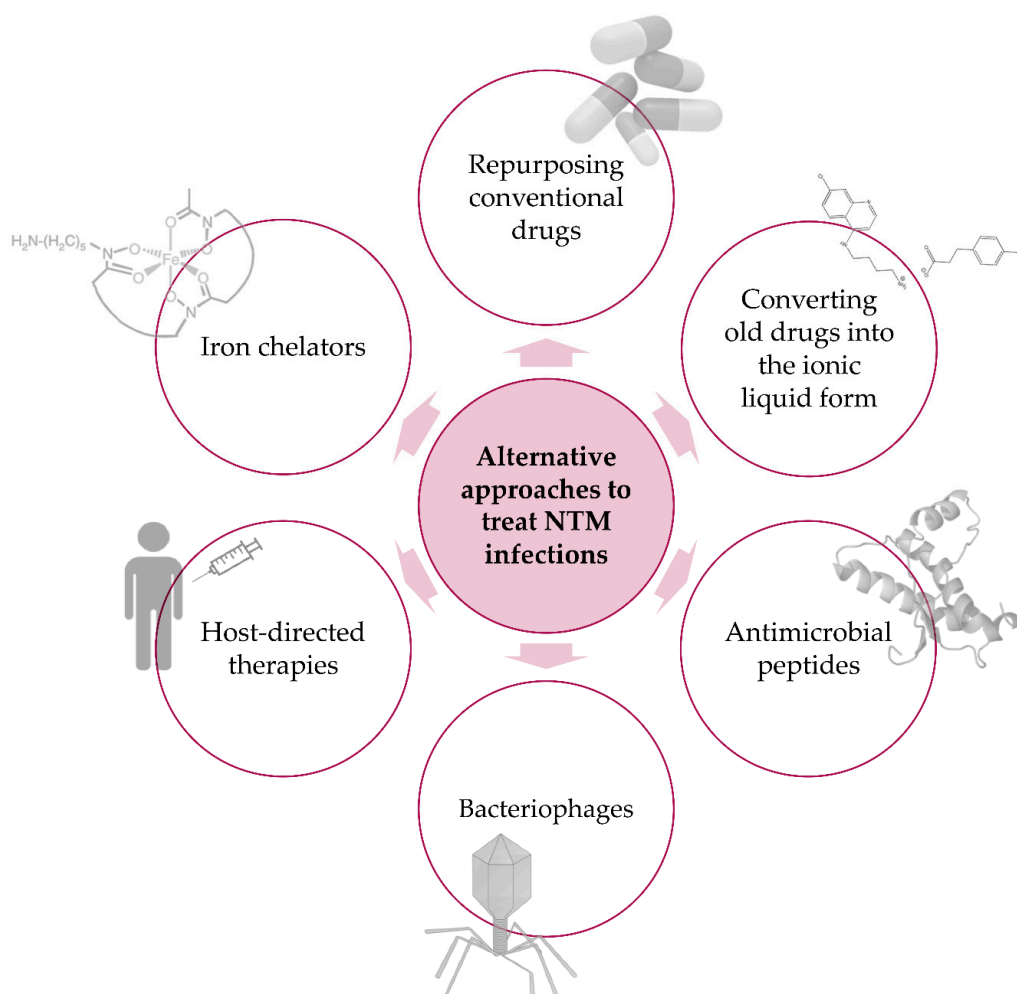 Repurposing
conventional
drugs
Converting
old drugs into
the ionic
liquid form
Antimicrobial
peptides
Bacteriophages
Host-directed
therapies
Iron chelators
Alternative
approaches to
treat NTM
infections
H₂N-(H₂C)₅
N
O
O
Fe
O
N
O
O
O
N